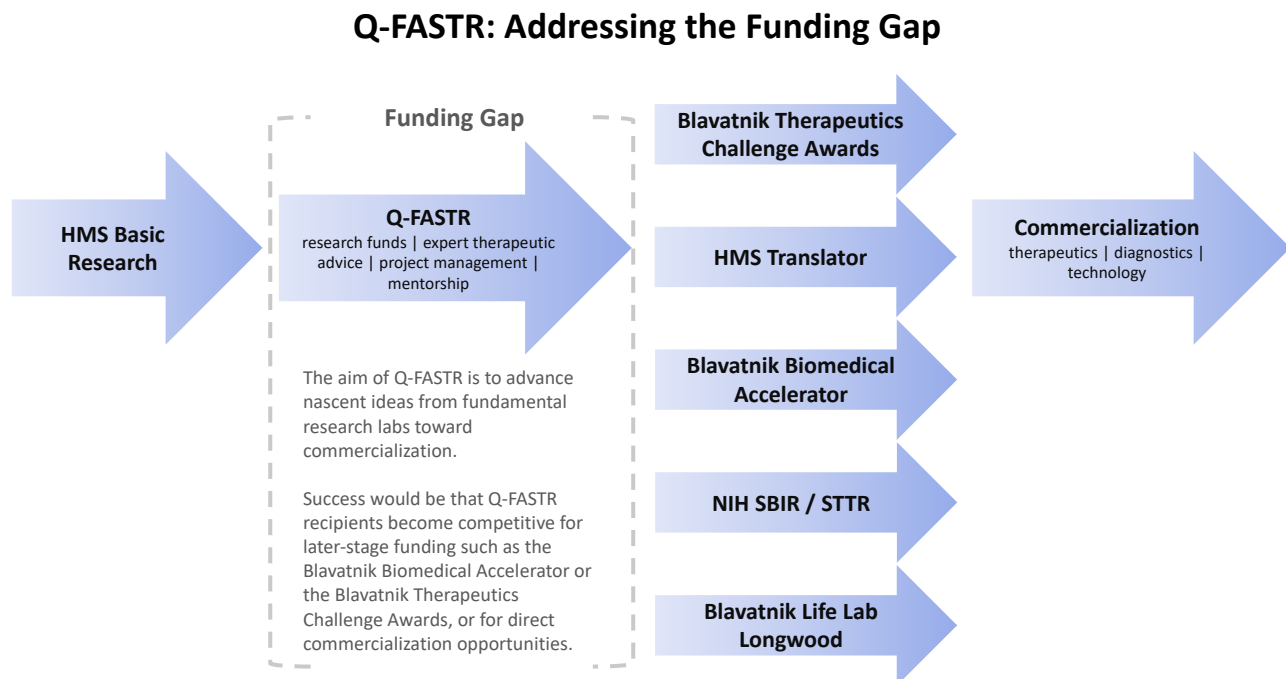 Q-FASTR: Addressing the Funding Gap
Funding Gap
HMS Basic
Research
Q-FASTR
research funds | expert therapeutic
advice | project management |
mentorship
The aim of Q-FASTR is to advance
nascent ideas from fundamental
research labs toward
commercialization.
Success would be that Q-FASTR
recipients become competitive for
later-stage funding such as the
Blavatnik Biomedical Accelerator or
the Blavatnik Therapeutics
Challenge Awards, or for direct
commercialization opportunities.
Blavatnik Therapeutics
Challenge Awards
HMS Translator
Blavatnik Biomedical
Accelerator
NIH SBIR / STTR
Blavatnik Life Lab
Longwood
Commercialization
therapeutics | diagnostics |
technology